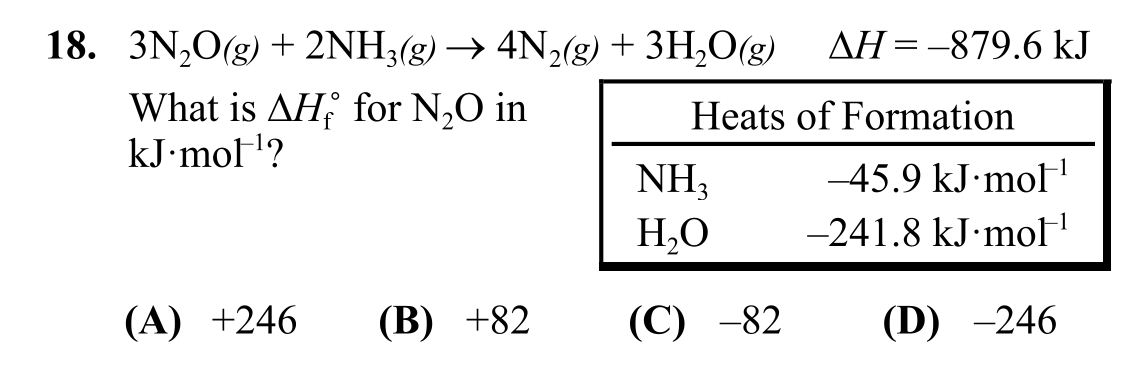 18. 3N₂O(g) + 2NH₃(g) → 4N₂(g) + 3H₂O(g) ΔH = –879.6 kJ
What is ΔH°f for N₂O in
kJ·mol⁻¹?
Heats of Formation
NH₃ –45.9 kJ·mol⁻¹
H₂O –241.8 kJ·mol⁻¹
(A) +246 (B) +82 (C) –82 (D) –246